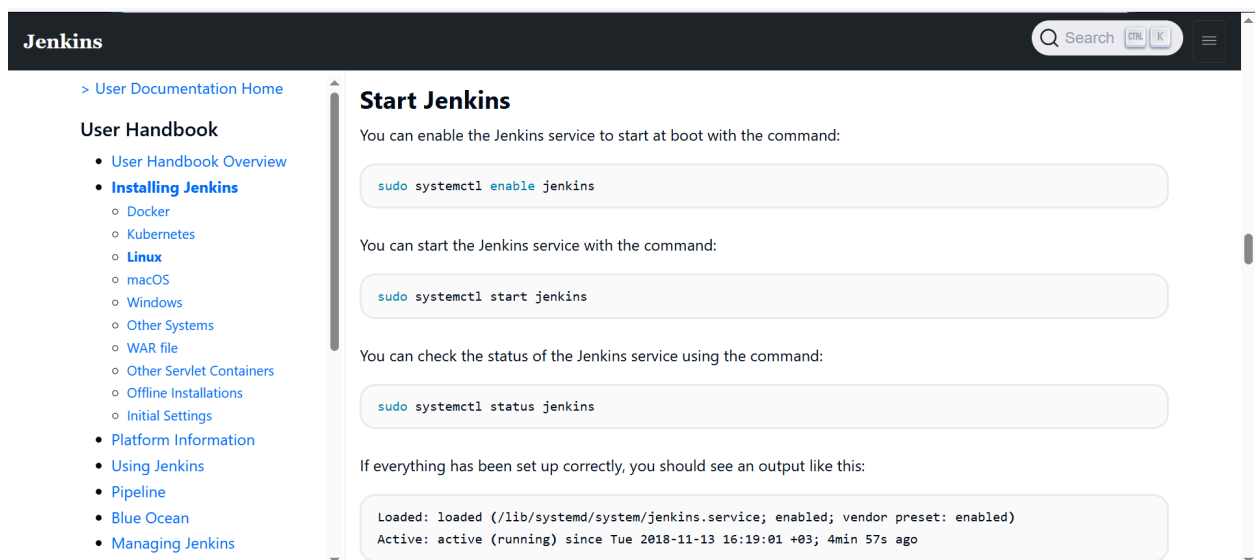 Jenkins
Search CTRL K
> User Documentation Home
User Handbook
User Handbook Overview
Installing Jenkins
Docker
Kubernetes
Linux
macOS
Windows
Other Systems
WAR file
Other Servlet Containers
Offline Installations
Initial Settings
Platform Information
Using Jenkins
Pipeline
Blue Ocean
Managing Jenkins
Start Jenkins
You can enable the Jenkins service to start at boot with the command:
sudo systemctl enable jenkins
You can start the Jenkins service with the command:
sudo systemctl start jenkins
You can check the status of the Jenkins service using the command:
sudo systemctl status jenkins
If everything has been set up correctly, you should see an output like this:
Loaded: loaded (/lib/systemd/system/jenkins.service; enabled; vendor preset: enabled)
Active: active (running) since Tue 2018-11-13 16:19:01 +03; 4min 57s ago